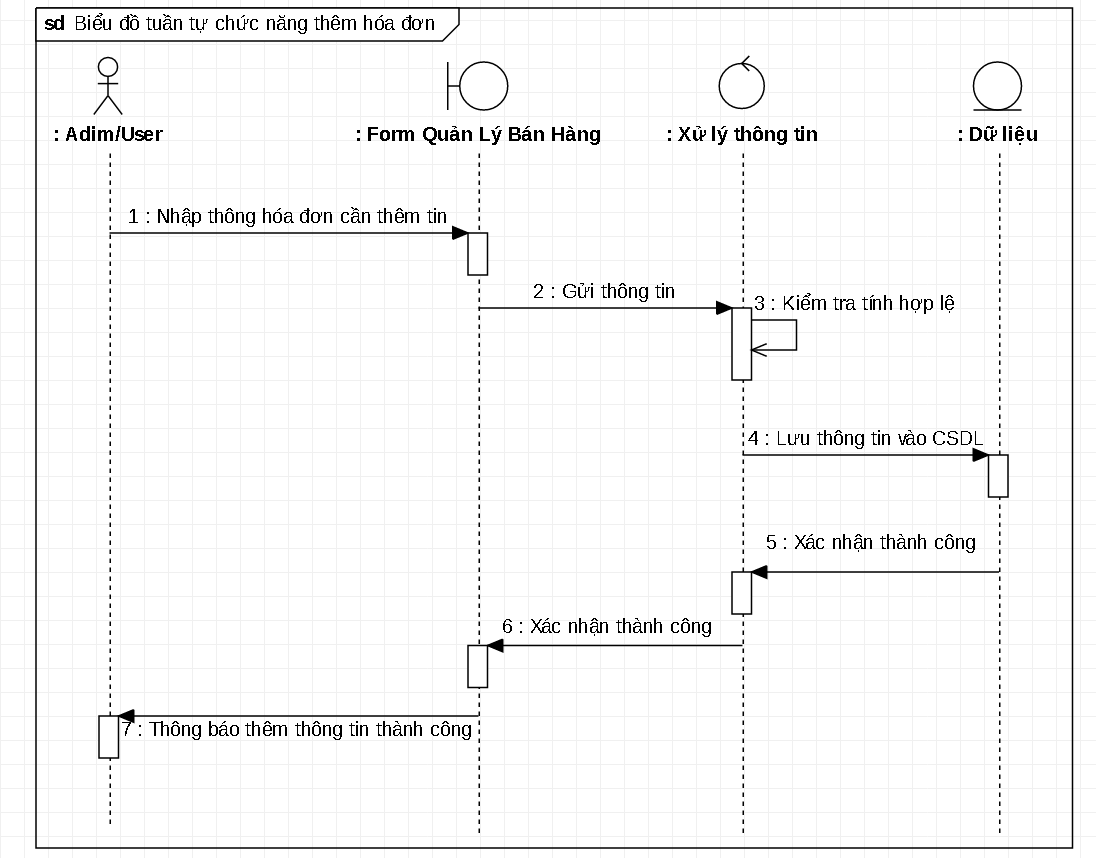 sd Biểu đồ tuần tự chức năng thêm hóa đơn
: Adim/User
: Form Quản Lý Bán Hàng
: Xử lý thông tin
: Dữ liệu
1 : Nhập thông hóa đơn cần thêm tin
2 : Gửi thông tin
3 : Kiểm tra tính hợp lệ
4 : Lưu thông tin vào CSDL
5 : Xác nhận thành công
6 : Xác nhận thành công
7 : Thông báo thêm thông tin thành công